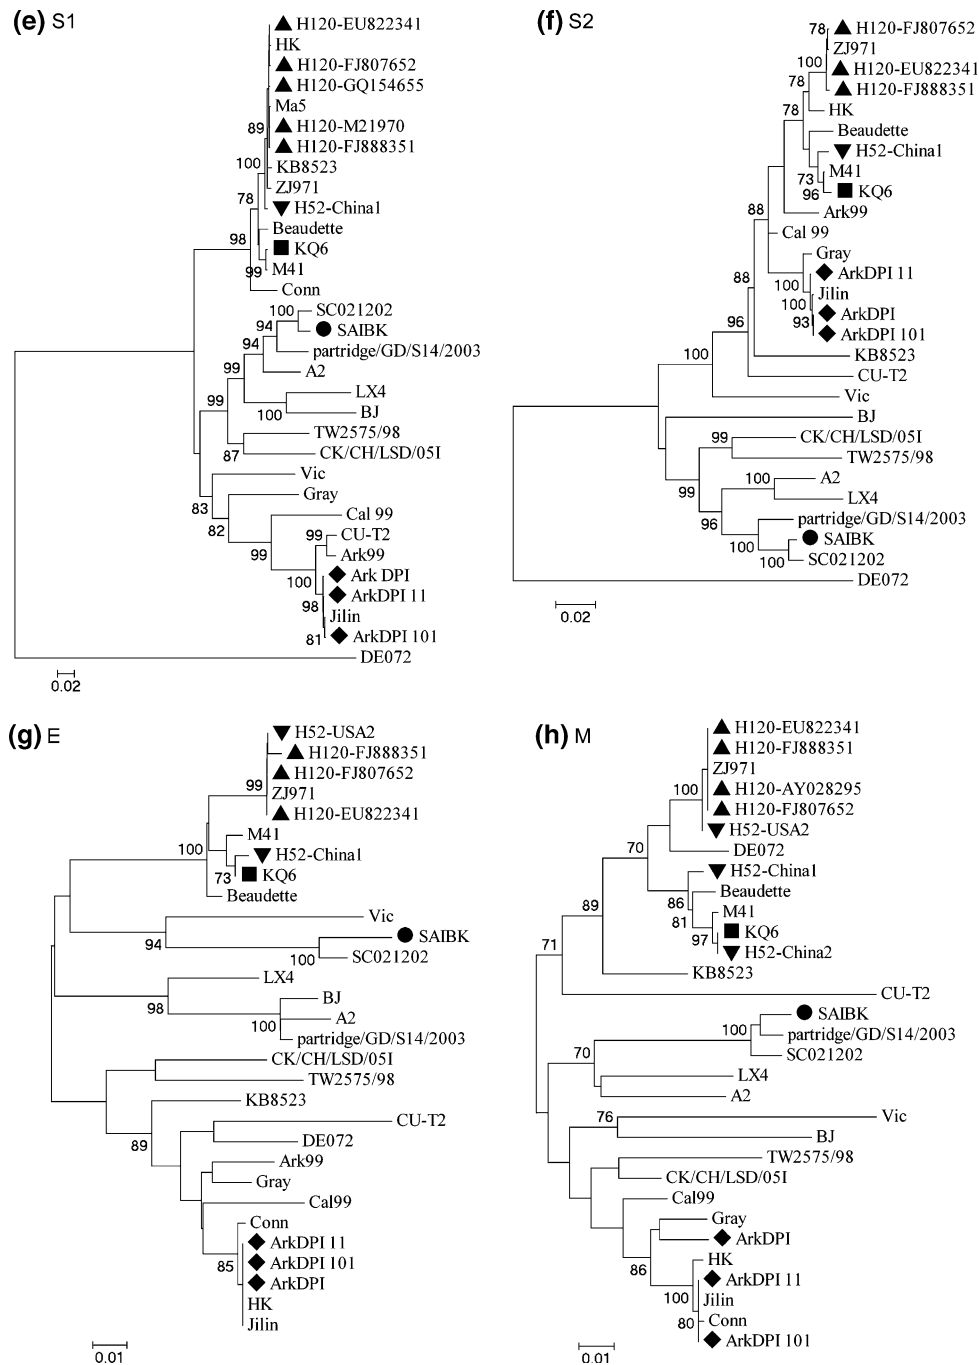 (e) S1
H120-EU822341
HK
H120-FJ807652
H120-GQ154655
Ma5
H120-M21970
89
H120-FJ888351
100
KB8523
ZJ971
78
H52-China1
Beaudette
98
KQ6
99
M41
Conn
100
SC021202
94
SAIBK
94
partridge/GD/S14/2003
99
A2
LX4
99
100
BJ
TW2575/98
87
CK/CH/LSD/05I
Vic
83
Gray
82
Cal 99
99
99
CU-T2
Ark99
100
Ark DPI
98
ArkDPI 11
Jilin
81
ArkDPI 101
DE072
0.02
(f) S2
78
H120-FJ807652
ZJ971
100
H120-EU822341
78
H120-FJ888351
78
HK
Beaudette
H52-China1
M41
73
96
KQ6
88
Ark99
Cal 99
Gray
88
100
ArkDPI 11
Jilin
100
ArkDPI
93
ArkDPI 101
96
100
KB8523
CU-T2
Vic
BJ
99
CK/CH/LSD/05I
TW2575/98
99
100
A2
LX4
96
partridge/GD/S14/2003
100
SAIBK
100
SC021202
DE072
0.02
(g) E
H52-USA2
H120-FJ888351
99
H120-FJ807652
ZJ971
H120-EU822341
M41
100
H52-China1
73
KQ6
Beaudette
Vic
94
SAIBK
100
SC021202
LX4
98
BJ
100
A2
partridge/GD/S14/2003
CK/CH/LSD/05I
TW2575/98
KB8523
89
CU-T2
DE072
Ark99
Gray
Cal99
Conn
ArkDPI 11
85
ArkDPI 101
ArkDPI
HK
Jilin
0.01
(h) M
H120-EU822341
H120-FJ888351
ZJ971
100
H120-AY028295
H120-FJ807652
H52-USA2
70
DE072
H52-China1
86
Beaudette
89
81
M41
97
KQ6
H52-China2
71
KB8523
CU-T2
SAIBK
100
partridge/GD/S14/2003
70
SC021202
LX4
A2
76
Vic
BJ
TW2575/98
CK/CH/LSD/05I
Cal99
Gray
ArkDPI
86
HK
ArkDPI 11
100
Jilin
80
Conn
ArkDPI 101
0.01